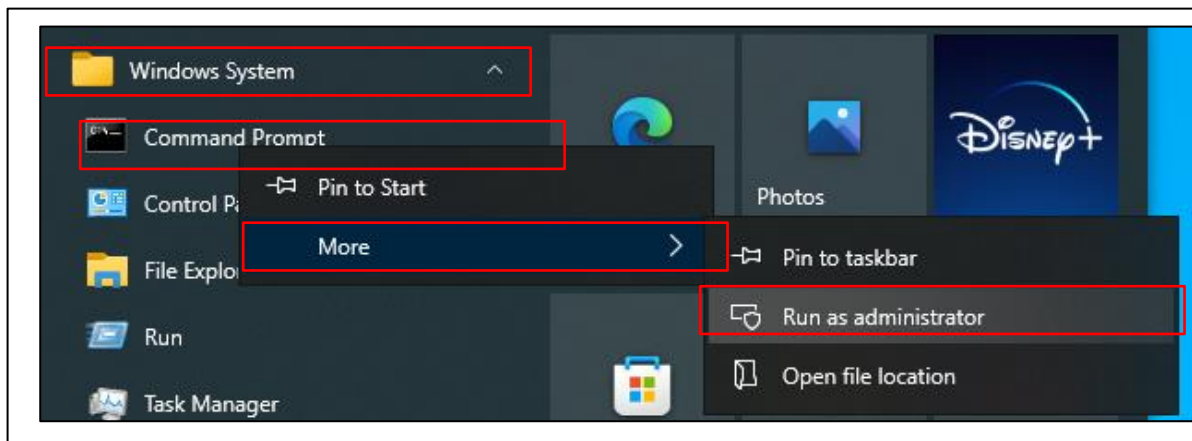 Windows System
Command Prompt
Pin to Start
Control Pa
Photos
More
Pin to taskbar
File Explor
Run as administrator
Run
Open file location
Task Manager
Disney+
C:\_